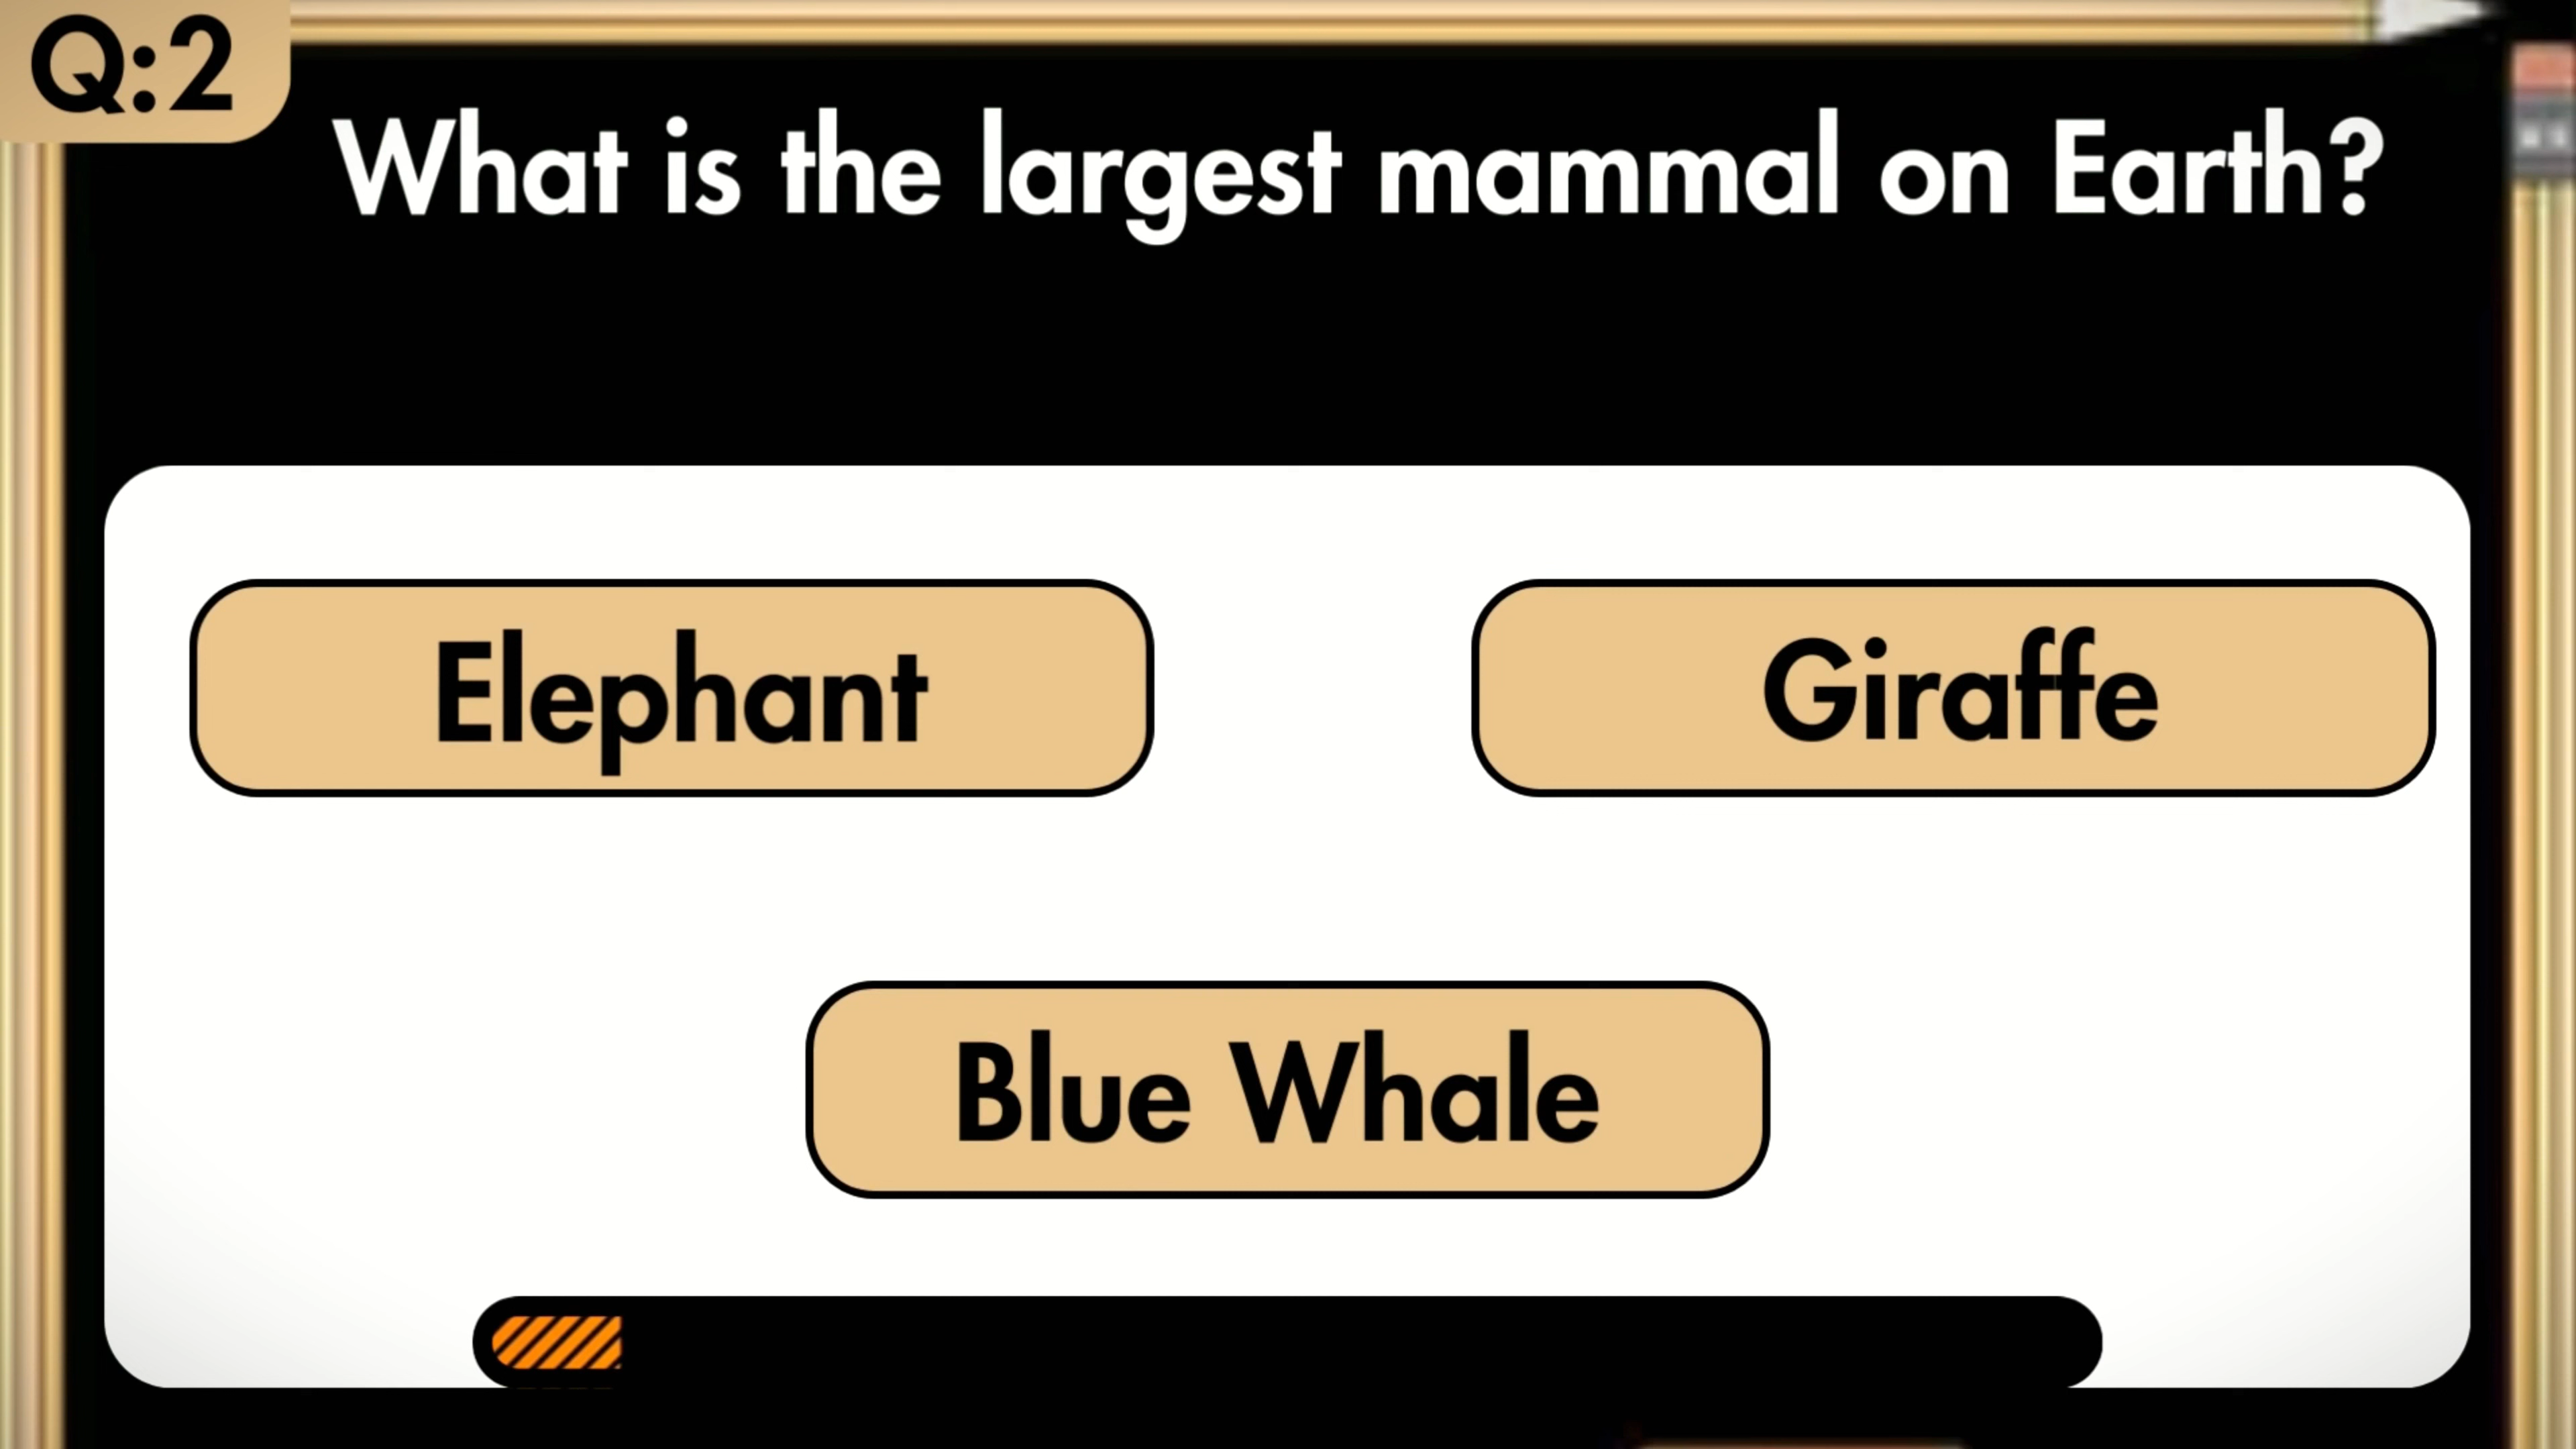 Q:2
What is the largest mammal on Earth?
Elephant
Giraffe
Blue Whale